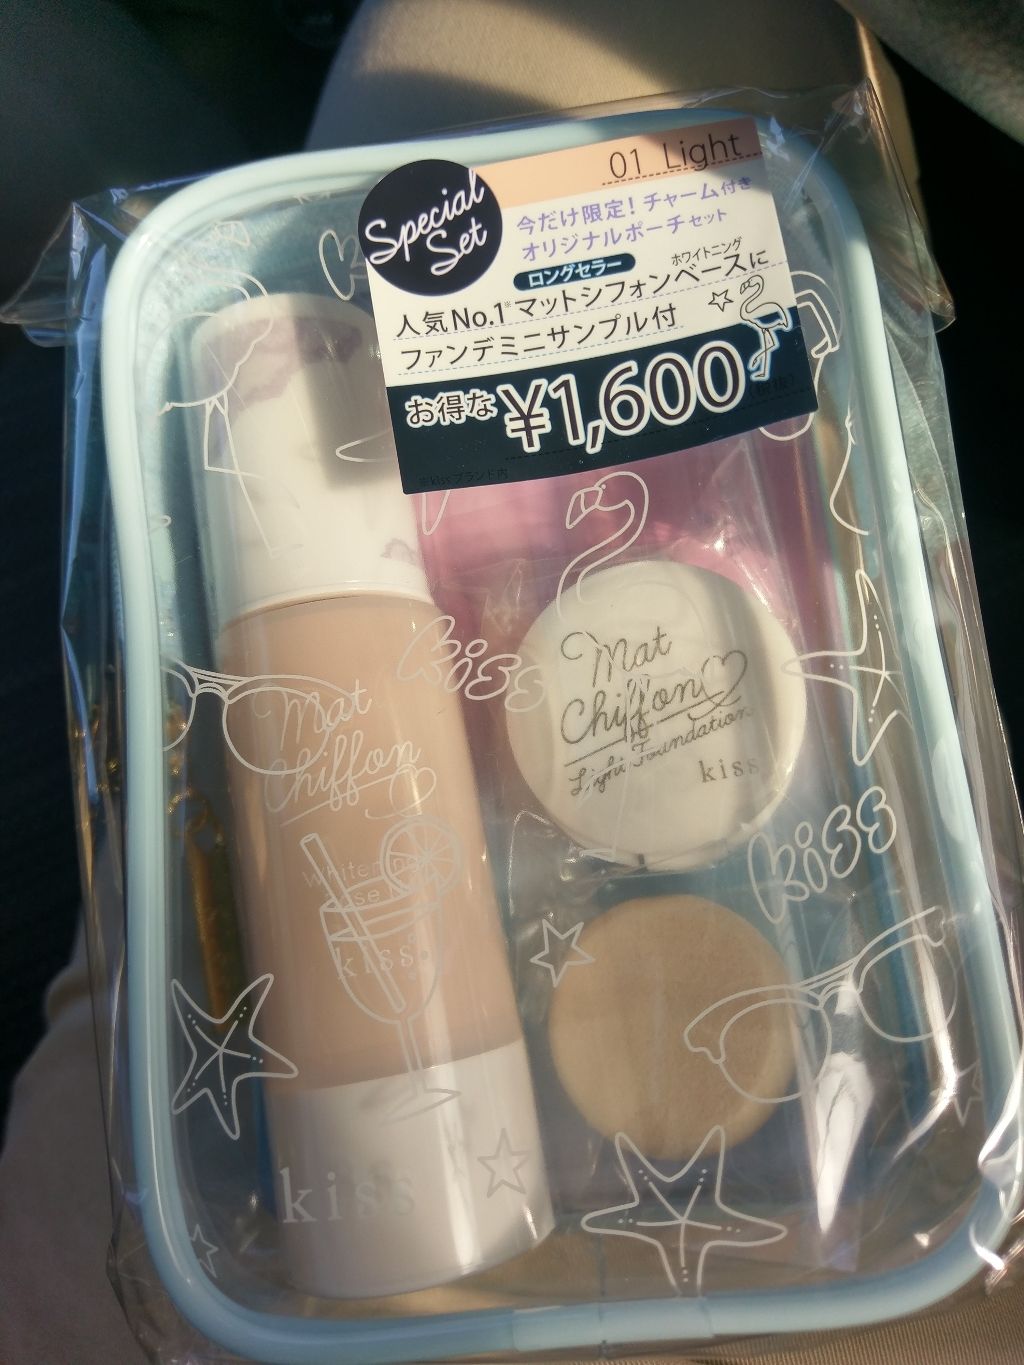 01 Light
Special
Set
今だけ限定! チャーム付き
オリジナルポーチセット
ロングセラー
ホワイトニング
人気No.1※マットシフォンベースに
ファンデミニサンプル付
お得な ¥1,600 (税抜)
※kissブランド内
kiss
Mat
Chiffon
Whitening
Base
kiss
kiss
Mat
Chiffon
Light Foundation
kiss
kiss